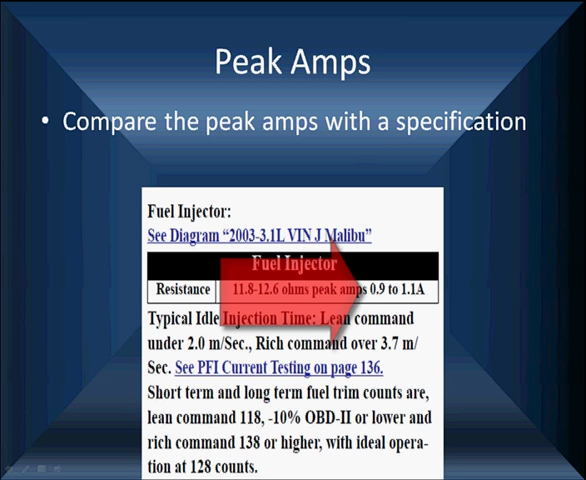 Peak Amps
• Compare the peak amps with a specification
Fuel Injector:
See Diagram “2003-3.1L VIN J Malibu”
Fuel Injector
Resistance 11.8-12.6 ohms peak amps 0.9 to 1.1A
Typical Idle Injection Time: Lean command
under 2.0 m/Sec., Rich command over 3.7 m/
Sec. See PFI Current Testing on page 136.
Short term and long term fuel trim counts are,
lean command 118, -10% OBD-II or lower and
rich command 138 or higher, with ideal opera-
tion at 128 counts.